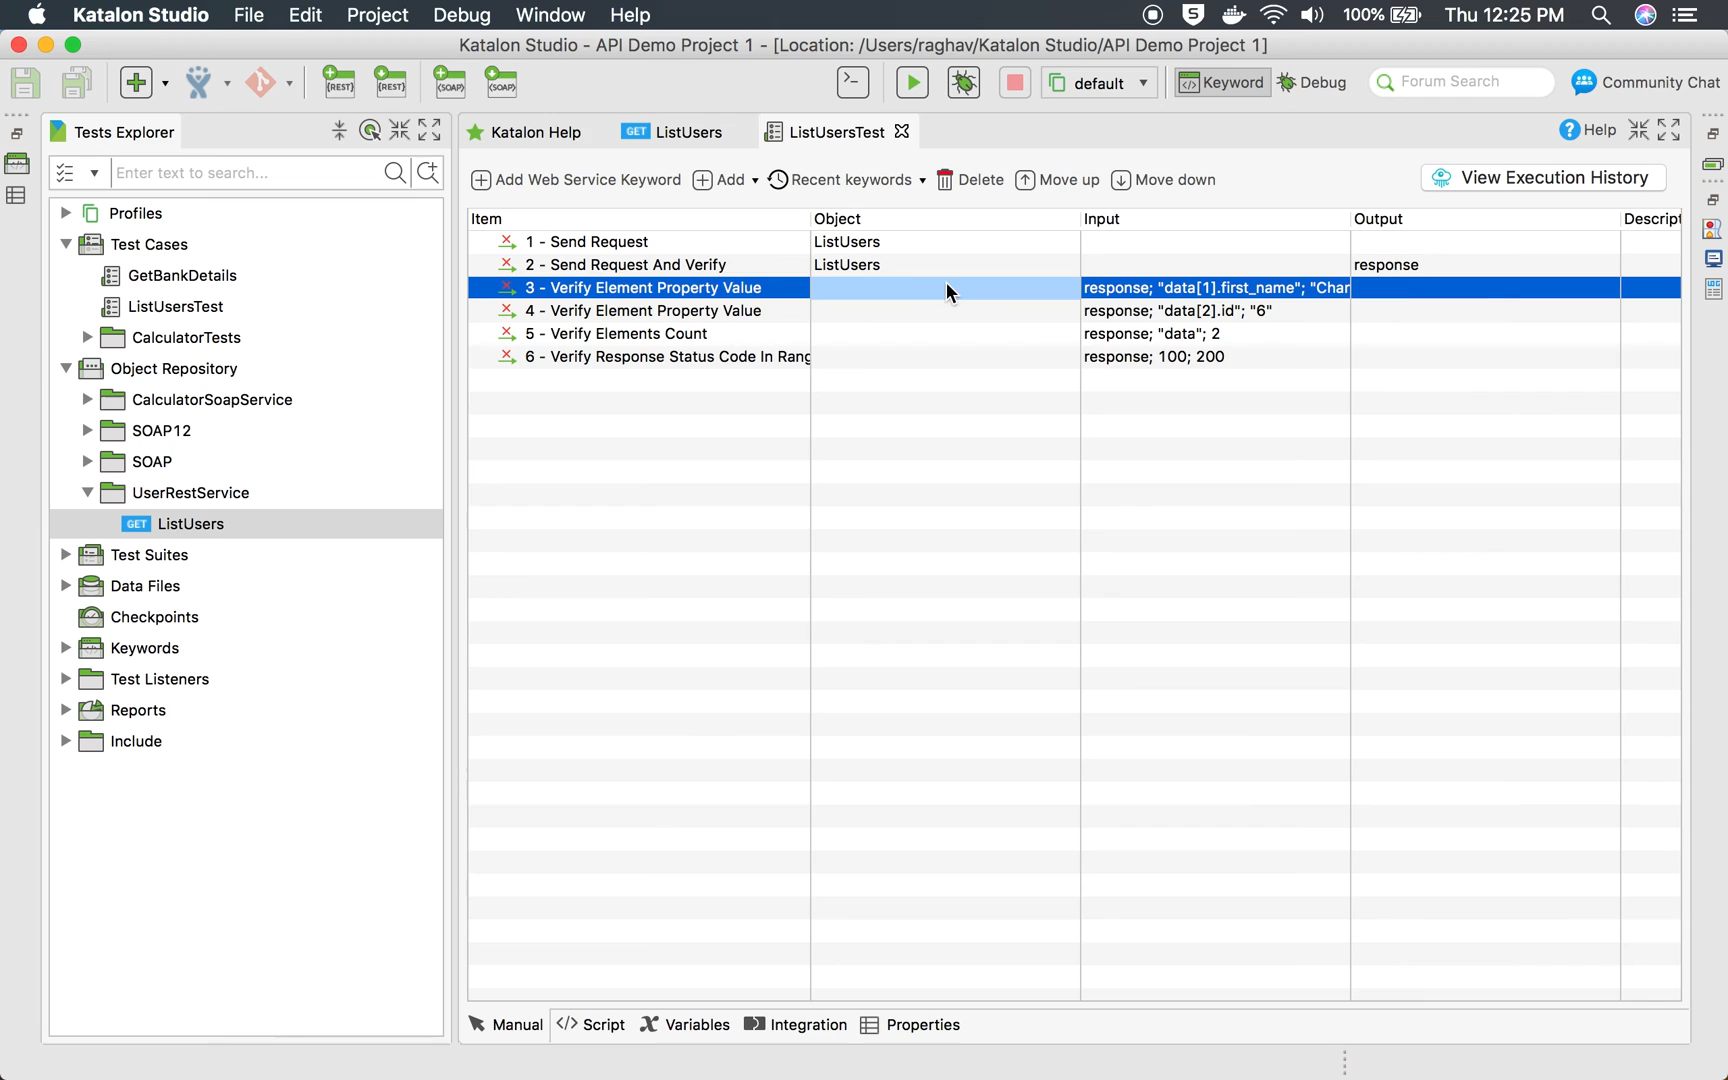 Katalon Studio File Edit Project Debug Window Help 100% Thu 12:25 PM
Katalon Studio - API Demo Project 1 - [Location: /Users/raghav/Katalon Studio/API Demo Project 1]
{REST} {REST} {SOAP} {SOAP} default Keyword Debug Forum Search Community Chat
Tests Explorer
Enter text to search...
Profiles
Test Cases
GetBankDetails
ListUsersTest
CalculatorTests
Object Repository
CalculatorSoapService
SOAP12
SOAP
UserRestService
GET ListUsers
Test Suites
Data Files
Checkpoints
Keywords
Test Listeners
Reports
Include
Katalon Help GET ListUsers ListUsersTest Help
Add Web Service Keyword Add Recent keywords Delete Move up Move down View Execution History
Item Object Input Output Descript
1 - Send Request ListUsers
2 - Send Request And Verify ListUsers response
3 - Verify Element Property Value response; "data[1].first_name"; "Char
4 - Verify Element Property Value response; "data[2].id"; "6"
5 - Verify Elements Count response; "data"; 2
6 - Verify Response Status Code In Rang response; 100; 200
Manual </> Script Variables Integration Properties